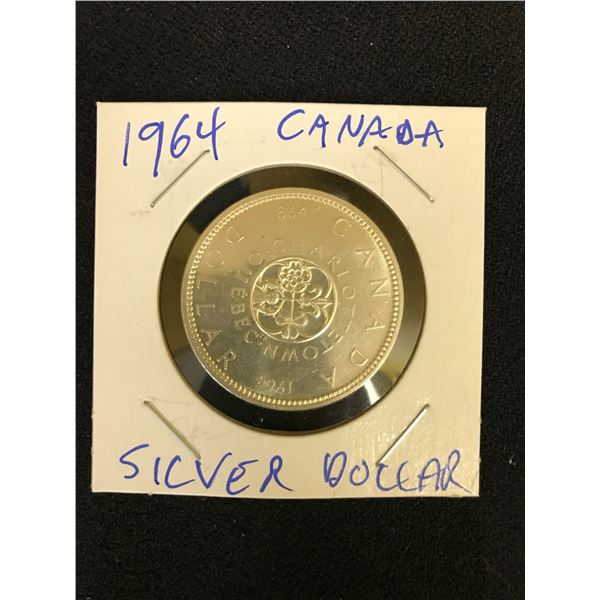 1964 CANADA
1864
CANADA
DOLLAR
CHARLOTTETOWN
QUEBEC
1964
SILVER DOLLAR